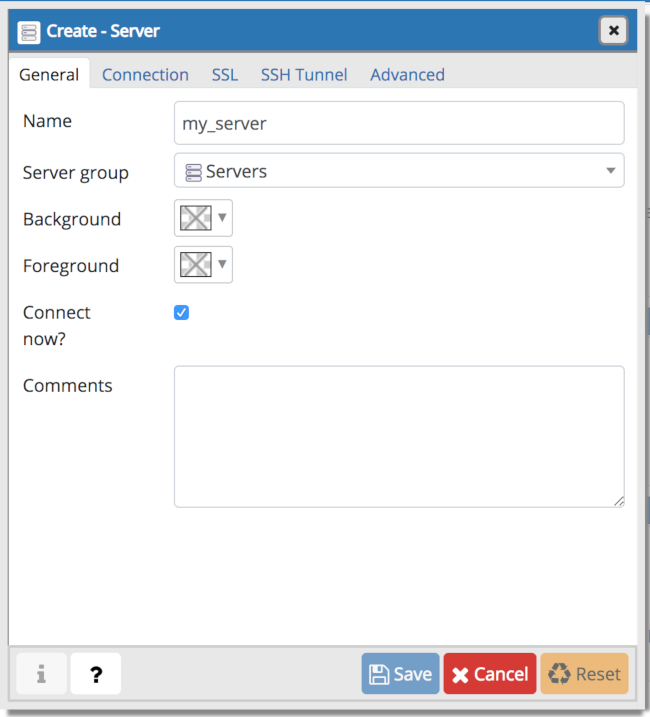 Create - Server
General Connection SSL SSH Tunnel Advanced
Name my_server
Server group Servers
Background
Foreground
Connect
now?
Comments
i ? Save Cancel Reset